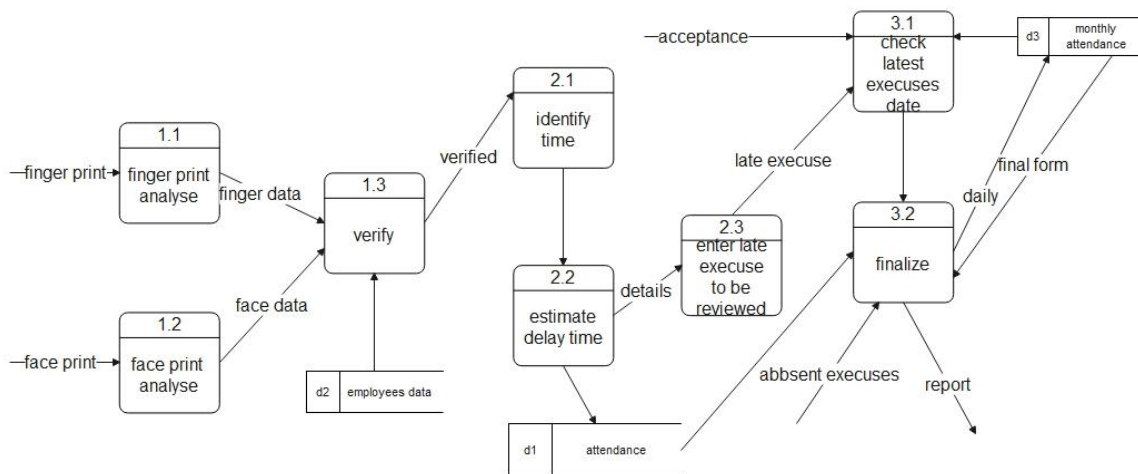 3.1
check
latest
execuses
date
acceptance
d3
monthly
attendance
2.1
identify
time
1.1
finger print
analyse
finger print
finger data
verified
late execuse
final form
daily
1.3
verify
3.2
finalize
2.3
enter late
execuse
to be
reviewed
2.2
estimate
delay time
details
face data
1.2
face print
analyse
face print
d2
employees data
abbsent execuses
report
d1
attendance